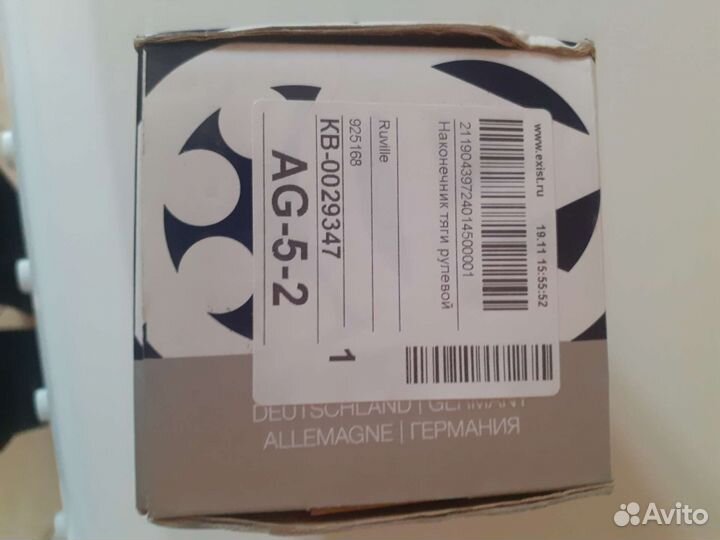 www.exist.ru 19.11 15:55:52
21190439724014500001
Наконечник тяги рулевой
Ruville
925168
KB-0029347
1
AG-5-2
DEUTSCHLAND | GERMANY
ALLEMAGNE | ГЕРМАНИЯ
Avito